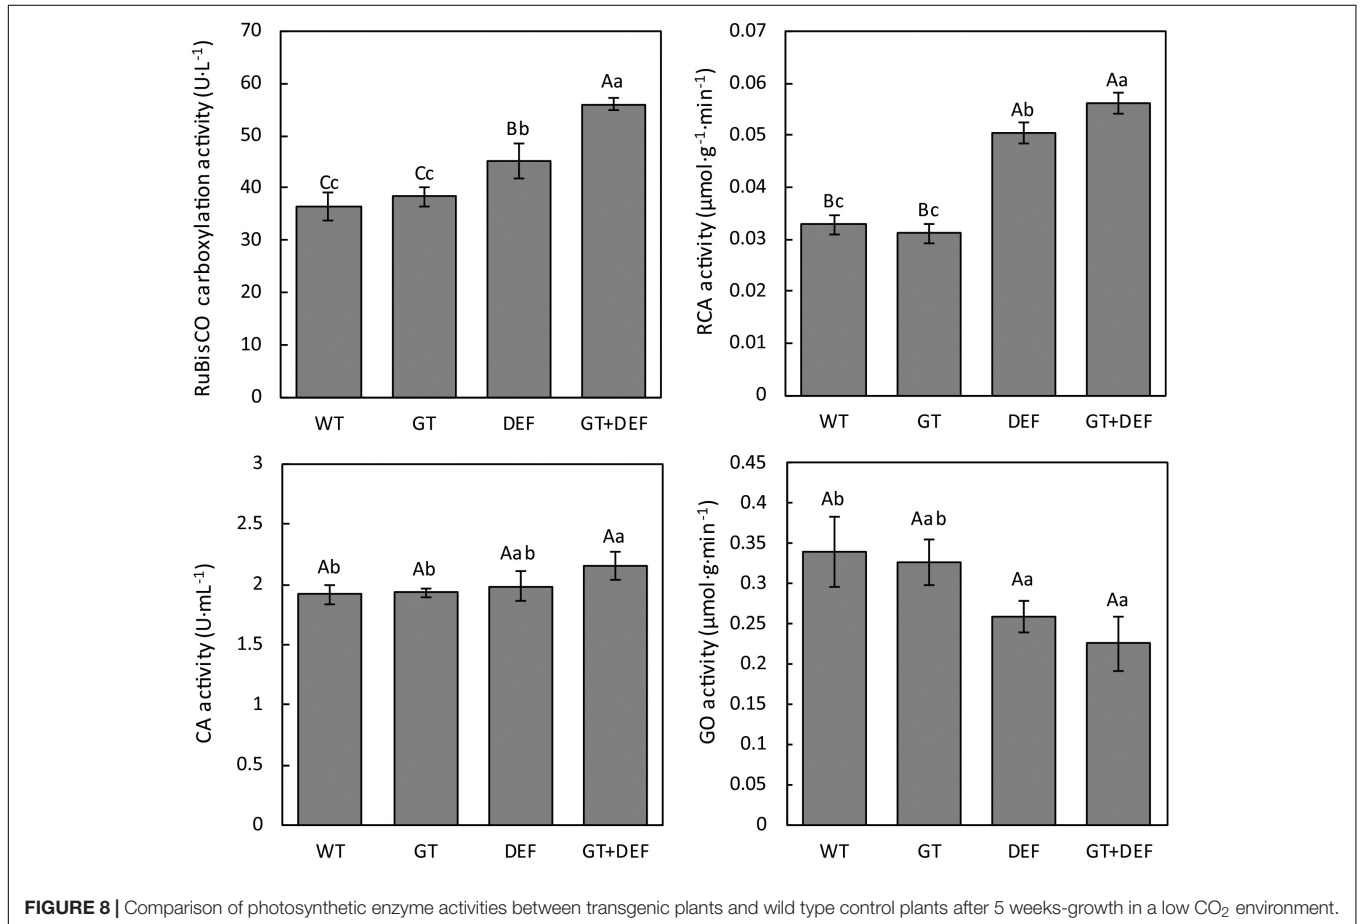 RuBisCO carboxylation activity (U·L-1)
70
60
50
40
30
20
10
0
Cc
Cc
Bb
Aa
WT
GT
DEF
GT+DEF
RCA activity (µmol·g-1·min-1)
0.07
0.06
0.05
0.04
0.03
0.02
0.01
0
Bc
Bc
Ab
Aa
WT
GT
DEF
GT+DEF
CA activity (U·mL-1)
3
2.5
2
1.5
1
0.5
0
Ab
Ab
Aab
Aa
WT
GT
DEF
GT+DEF
GO activity (µmol·g·min-1)
0.45
0.4
0.35
0.3
0.25
0.2
0.15
0.1
0.05
0
Ab
Aab
Aa
Aa
WT
GT
DEF
GT+DEF
FIGURE 8 | Comparison of photosynthetic enzyme activities between transgenic plants and wild type control plants after 5 weeks-growth in a low CO2 environment.